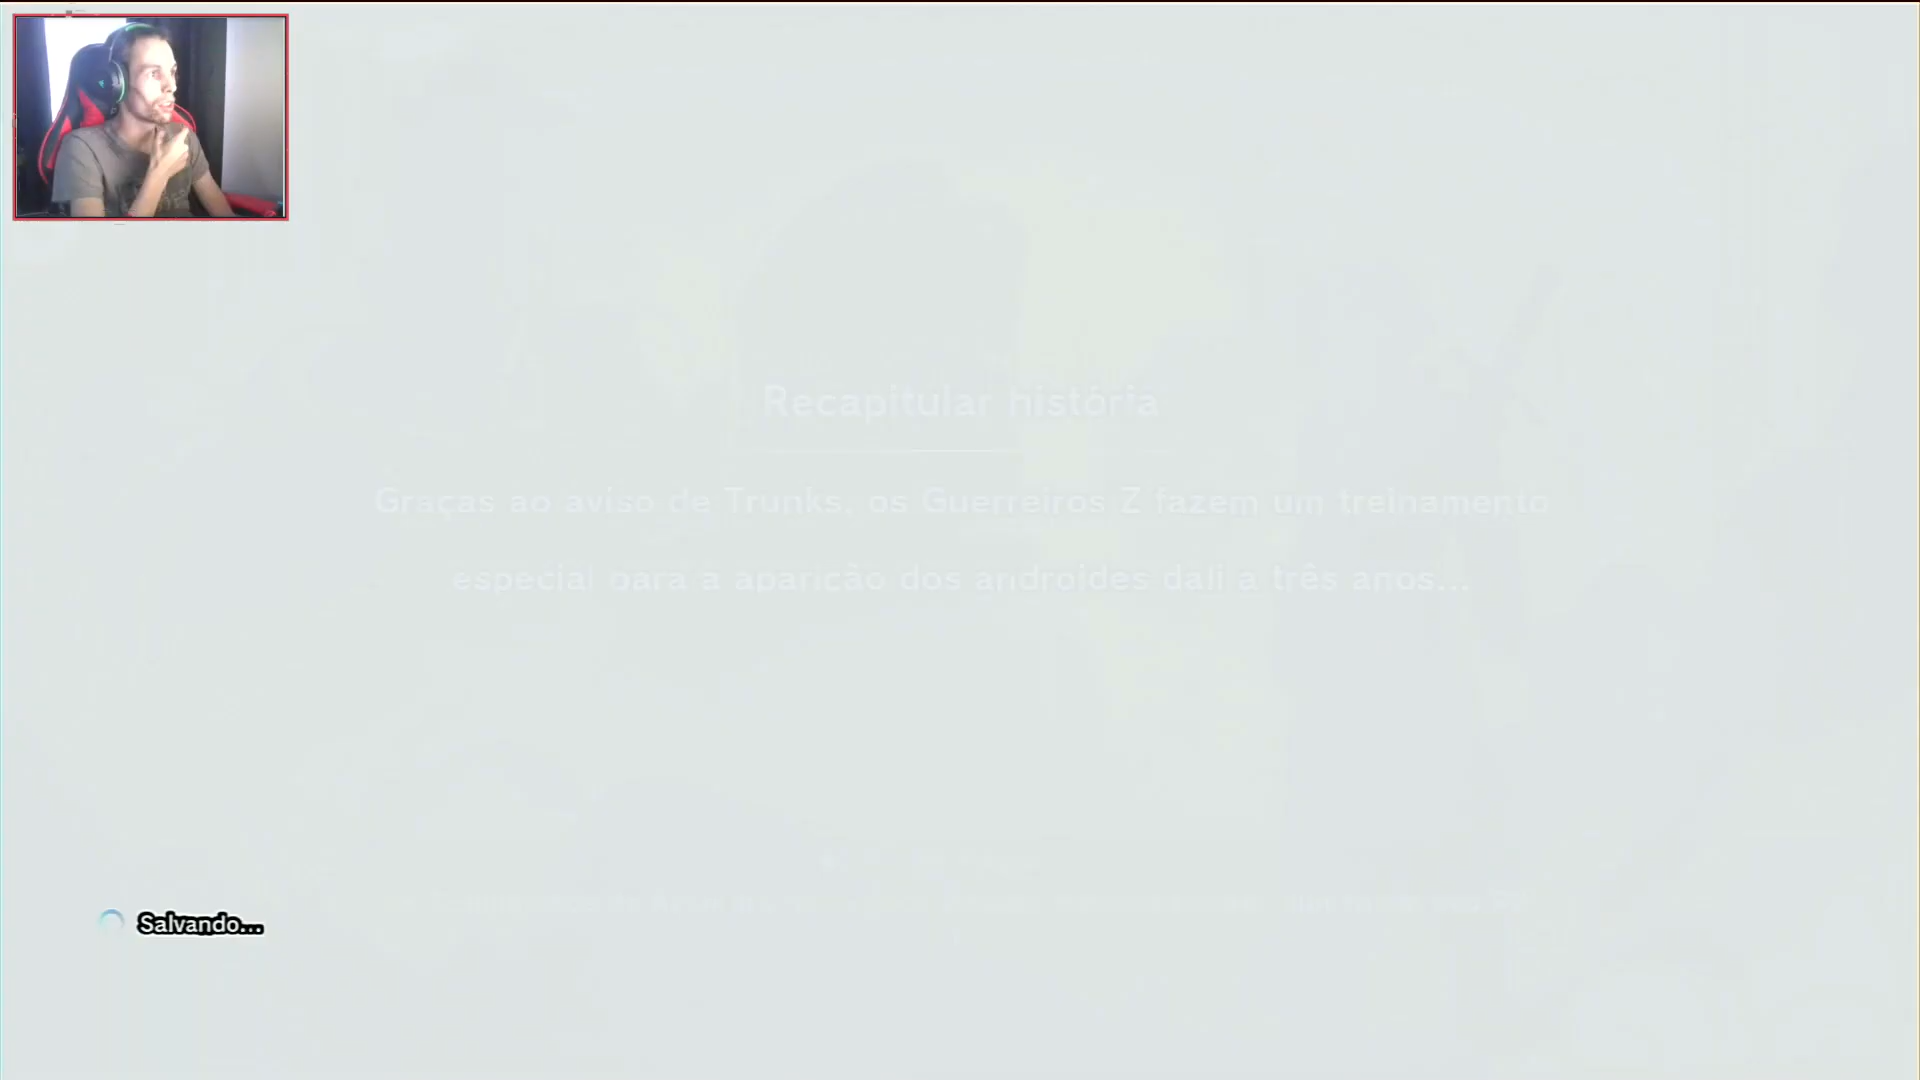 Recapitular história
Graças ao aviso de Trunks, os Guerreiros Z fazem um treinamento
especial para a aparição dos androides dali a três anos...
Salvando...